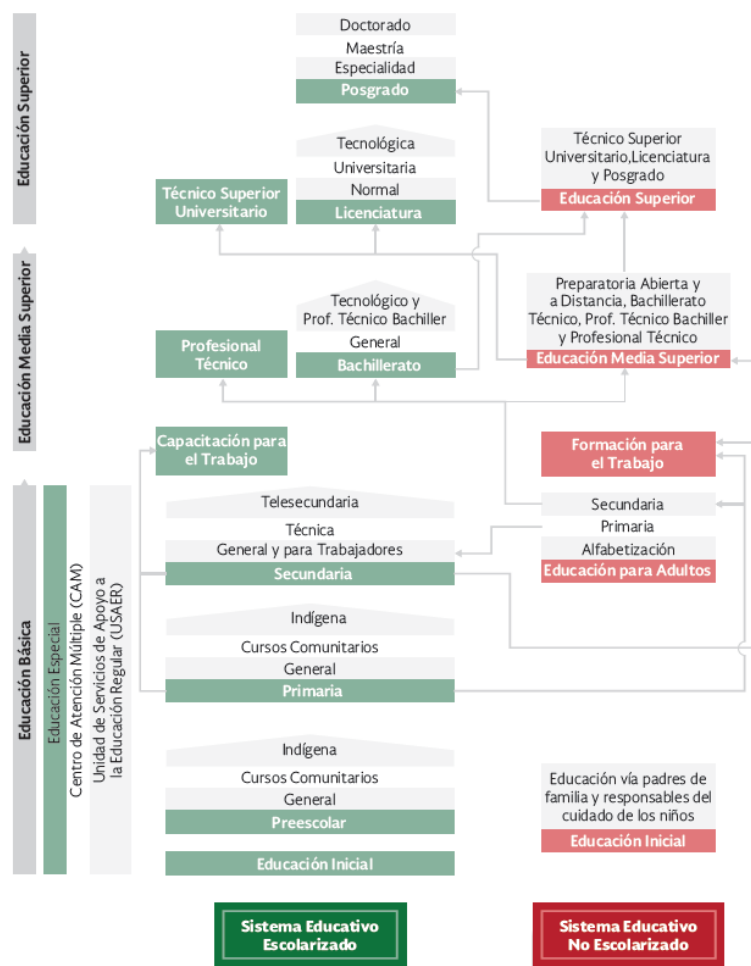 Doctorado
Maestría
Especialidad
Posgrado
Tecnológica
Universitaria
Normal
Licenciatura
Técnico Superior
Universitario
Técnico Superior
Universitario,Licenciatura
y Posgrado
Educación Superior
Educación Superior
Tecnológico y
Prof. Técnico Bachiller
General
Bachillerato
Profesional
Técnico
Preparatoria Abierta y
a Distancia, Bachillerato
Técnico, Prof. Técnico Bachiller
y Profesional Técnico
Educación Media Superior
Educación Media Superior
Capacitación para
el Trabajo
Formación para
el Trabajo
Telesecundaria
Técnica
General y para Trabajadores
Secundaria
Secundaria
Primaria
Alfabetización
Educación para Adultos
Indígena
Cursos Comunitarios
General
Primaria
Indígena
Cursos Comunitarios
General
Preescolar
Educación Inicial
Educación vía padres de
familia y responsables del
cuidado de los niños
Educación Inicial
Educación Básica
Educación Especial
Centro de Atención Múltiple (CAM)
Unidad de Servicios de Apoyo a
la Educación Regular (USAER)
Sistema Educativo
Escolarizado
Sistema Educativo
No Escolarizado